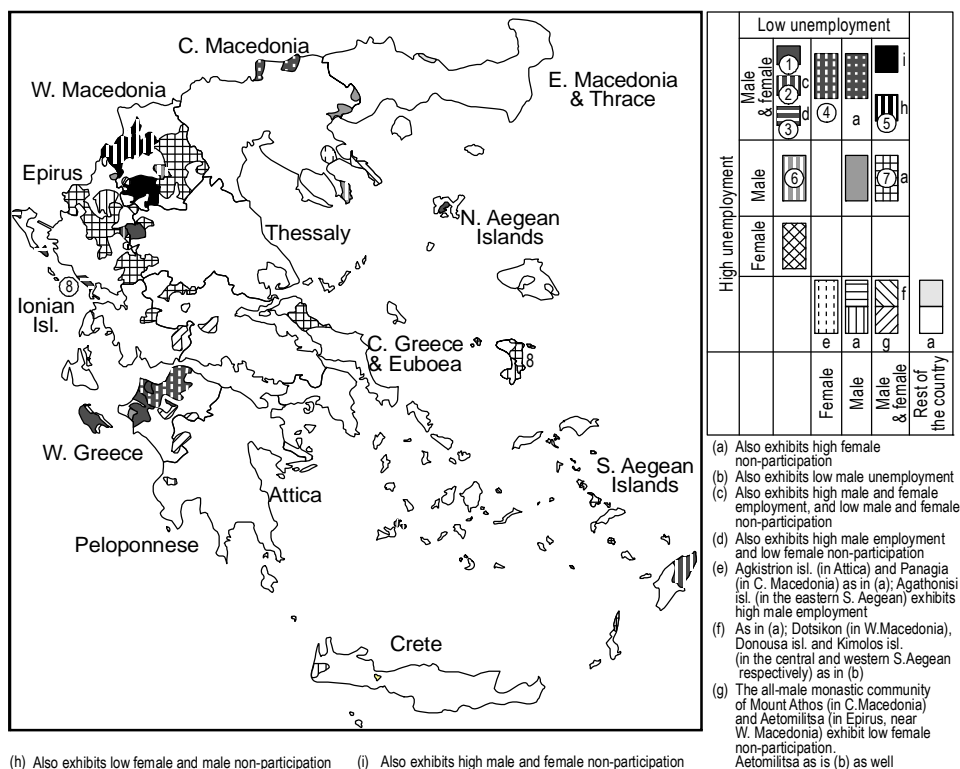 C. Macedonia
W. Macedonia
E. Macedonia
& Thrace
Epirus
Thessaly
N. Aegean
Islands
8
Ionian
Isl.
C. Greece
& Euboea
8
W. Greece
Attica
S. Aegean
Islands
Peloponnese
Crete
Low unemployment
High unemployment
Male
& female
1
2
c
3
d
4
a
i
h
5
Male
6
7
a
Female
e
a
f
g
a
Female
Male
Male
& female
Rest of
the country
(a) Also exhibits high female
non-participation
(b) Also exhibits low male unemployment
(c) Also exhibits high male and female
employment, and low male and female
non-participation
(d) Also exhibits high male employment
and low female non-participation
(e) Agkistrion isl. (in Attica) and Panagia
(in C. Macedonia) as in (a); Agathonisi
isl. (in the eastern S. Aegean) exhibits
high male employment
(f) As in (a); Dotsikon (in W.Macedonia),
Donousa isl. and Kimolos isl.
(in the central and western S.Aegean
respectively) as in (b)
(g) The all-male monastic community
of Mount Athos (in C.Macedonia)
and Aetomilitsa (in Epirus, near
W. Macedonia) exhibit low female
non-participation.
Aetomilitsa as is (b) as well
(h) Also exhibits low female and male non-participation
(i) Also exhibits high male and female non-participation